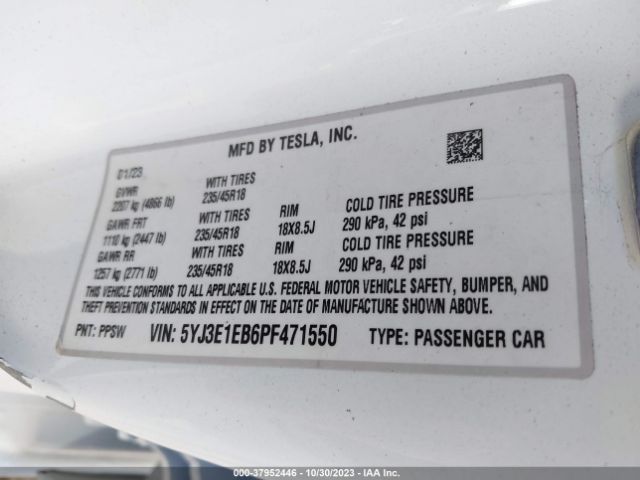 MFD BY TESLA, INC.
01/23
GVWR WITH TIRES
2207 kg (4866 lb) 235/45R18
GAWR FRT WITH TIRES RIM COLD TIRE PRESSURE
1110 kg (2447 lb) 235/45R18 18X8.5J 290 kPa, 42 psi
GAWR RR WITH TIRES RIM COLD TIRE PRESSURE
1257 kg (2771 lb) 235/45R18 18X8.5J 290 kPa, 42 psi
THIS VEHICLE CONFORMS TO ALL APPLICABLE U.S. FEDERAL MOTOR VEHICLE SAFETY, BUMPER, AND
THEFT PREVENTION STANDARDS IN EFFECT ON THE DATE OF MANUFACTURE SHOWN ABOVE.
PNT: PPSW VIN: 5YJ3E1EB6PF471550 TYPE: PASSENGER CAR
000-37952446 - 10/30/2023 - IAA Inc.